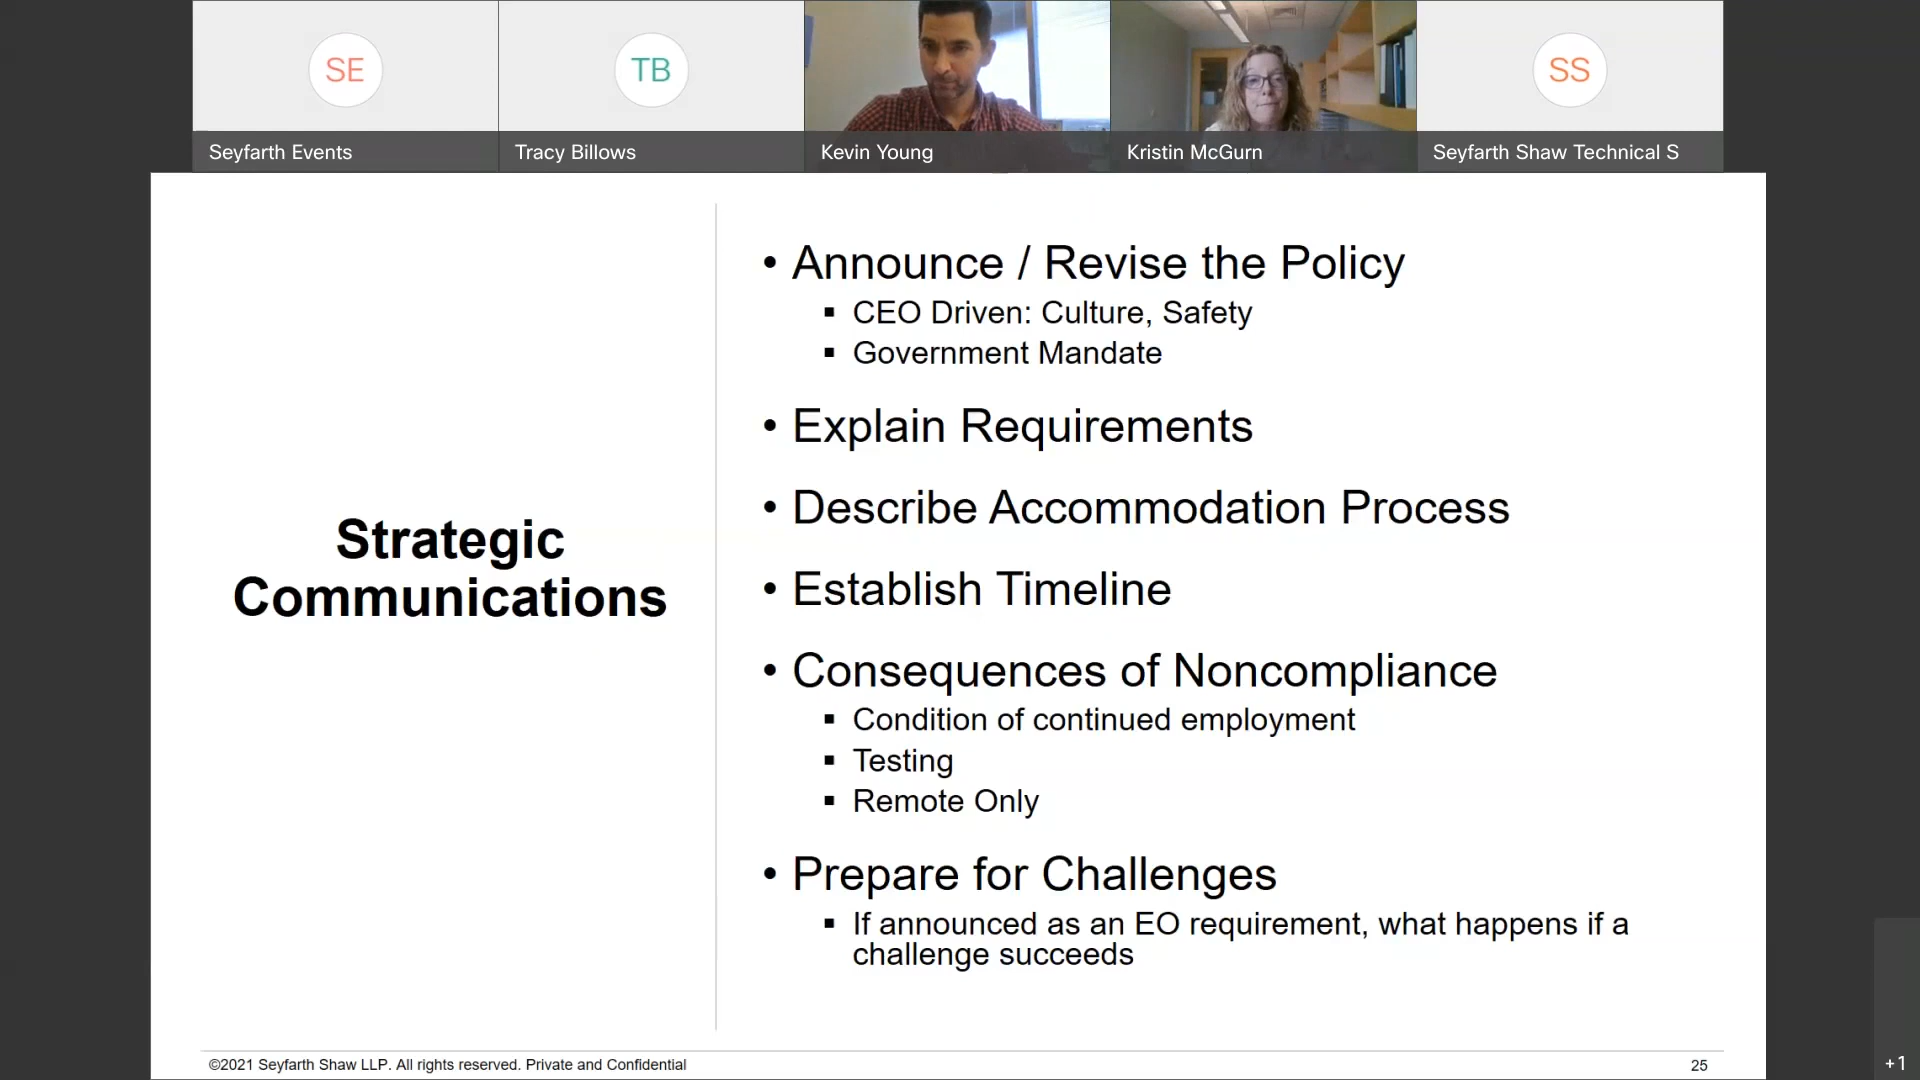 SE
TB
SS
Seyfarth Events
Tracy Billows
Kevin Young
Kristin McGurn
Seyfarth Shaw Technical S
Strategic
Communications
• Announce / Revise the Policy
▪ CEO Driven: Culture, Safety
▪ Government Mandate
• Explain Requirements
• Describe Accommodation Process
• Establish Timeline
• Consequences of Noncompliance
▪ Condition of continued employment
▪ Testing
▪ Remote Only
• Prepare for Challenges
▪ If announced as an EO requirement, what happens if a
challenge succeeds
©2021 Seyfarth Shaw LLP. All rights reserved. Private and Confidential
25
+1